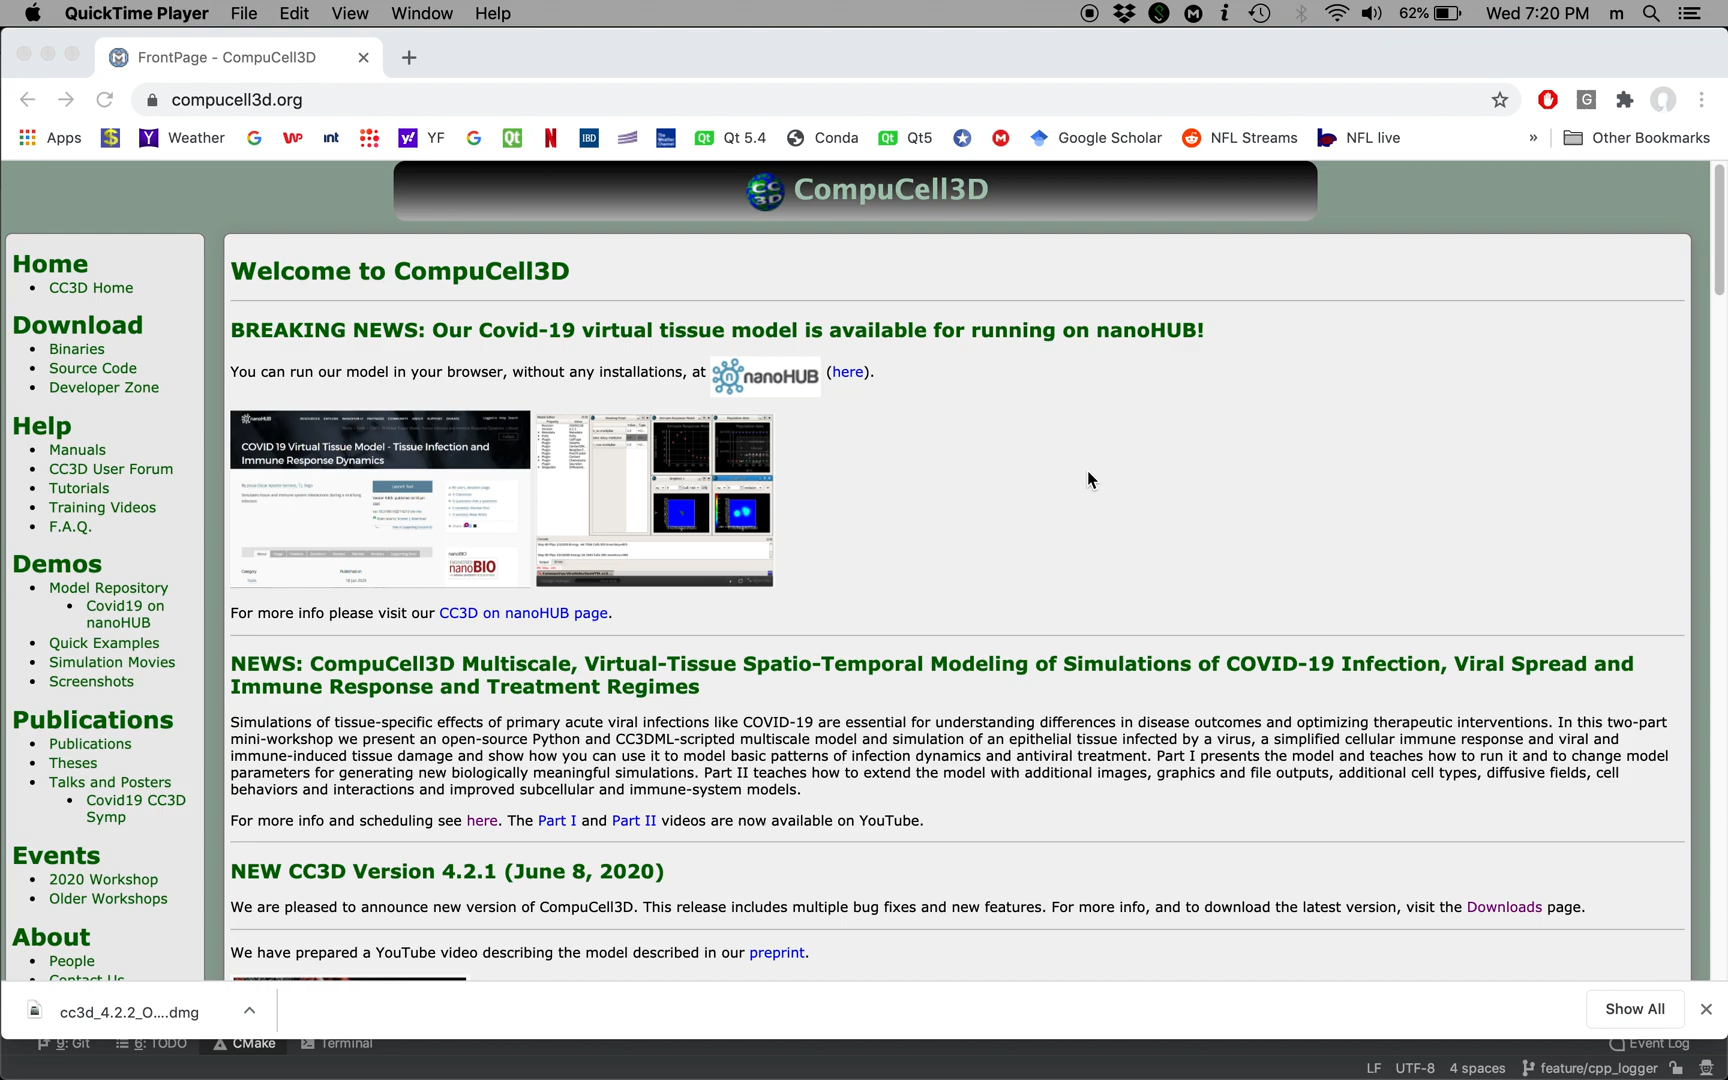 QuickTime Player File Edit View Window Help 62% Wed 7:20 PM m
FrontPage - CompuCell3D
compucell3d.org
Apps Weather YF Qt 5.4 Conda Qt5 Google Scholar NFL Streams NFL live » Other Bookmarks
CompuCell3D
Home
CC3D Home
Download
Binaries
Source Code
Developer Zone
Help
Manuals
CC3D User Forum
Tutorials
Training Videos
F.A.Q.
Demos
Model Repository
Covid19 on
nanoHUB
Quick Examples
Simulation Movies
Screenshots
Publications
Publications
Theses
Talks and Posters
Covid19 CC3D
Symp
Events
2020 Workshop
Older Workshops
About
People
Contact Us
Welcome to CompuCell3D
BREAKING NEWS: Our Covid-19 virtual tissue model is available for running on nanoHUB!
You can run our model in your browser, without any installations, at nanoHUB (here).
nanoHUB
COVID 19 Virtual Tissue Model - Tissue Infection and
Immune Response Dynamics
nanoBIO
For more info please visit our CC3D on nanoHUB page.
NEWS: CompuCell3D Multiscale, Virtual-Tissue Spatio-Temporal Modeling of Simulations of COVID-19 Infection, Viral Spread and
Immune Response and Treatment Regimes
Simulations of tissue-specific effects of primary acute viral infections like COVID-19 are essential for understanding differences in disease outcomes and optimizing therapeutic interventions. In this two-part
mini-workshop we present an open-source Python and CC3DML-scripted multiscale model and simulation of an epithelial tissue infected by a virus, a simplified cellular immune response and viral and
immune-induced tissue damage and show how you can use it to model basic patterns of infection dynamics and antiviral treatment. Part I presents the model and teaches how to run it and to change model
parameters for generating new biologically meaningful simulations. Part II teaches how to extend the model with additional images, graphics and file outputs, additional cell types, diffusive fields, cell
behaviors and interactions and improved subcellular and immune-system models.
For more info and scheduling see here. The Part I and Part II videos are now available on YouTube.
NEW CC3D Version 4.2.1 (June 8, 2020)
We are pleased to announce new version of CompuCell3D. This release includes multiple bug fixes and new features. For more info, and to download the latest version, visit the Downloads page.
We have prepared a YouTube video describing the model described in our preprint.
cc3d_4.2.2_O....dmg
Show All
9: Git 6: TODO CMake Terminal Event Log
LF UTF-8 4 spaces feature/cpp_logger